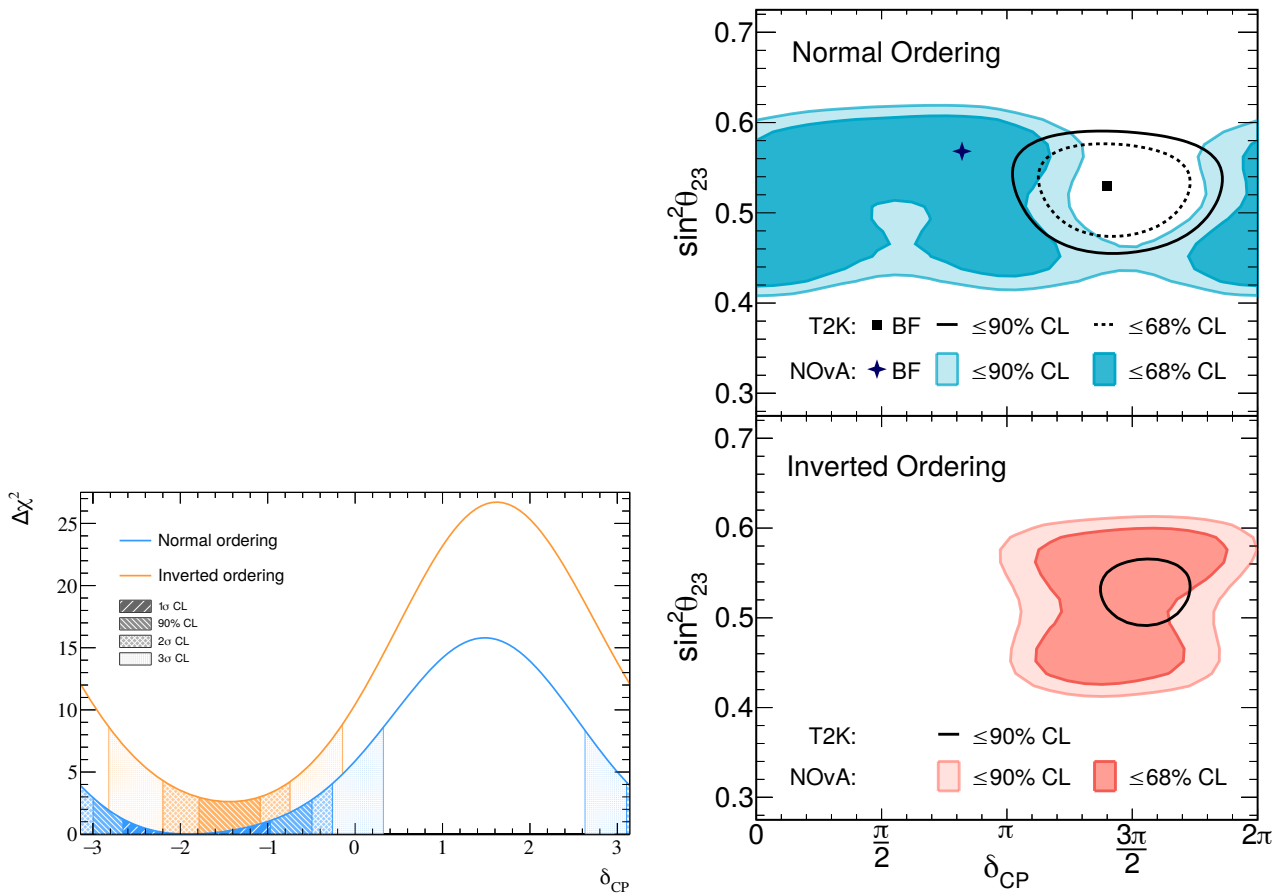 Δχ²
25
20
15
10
5
0
Normal ordering
Inverted ordering
1σ CL
90% CL
2σ CL
3σ CL
−3 −2 −1 0 1 2 3
δCP
0.7
0.6
0.5
0.4
0.3
sin²θ23
Normal Ordering
T2K: BF ≤90% CL ≤68% CL
NOvA: BF ≤90% CL ≤68% CL
0.7
0.6
0.5
0.4
0.3
sin²θ23
Inverted Ordering
T2K: ≤90% CL
NOvA: ≤90% CL ≤68% CL
0 π/2 π 3π/2 2π
δCP